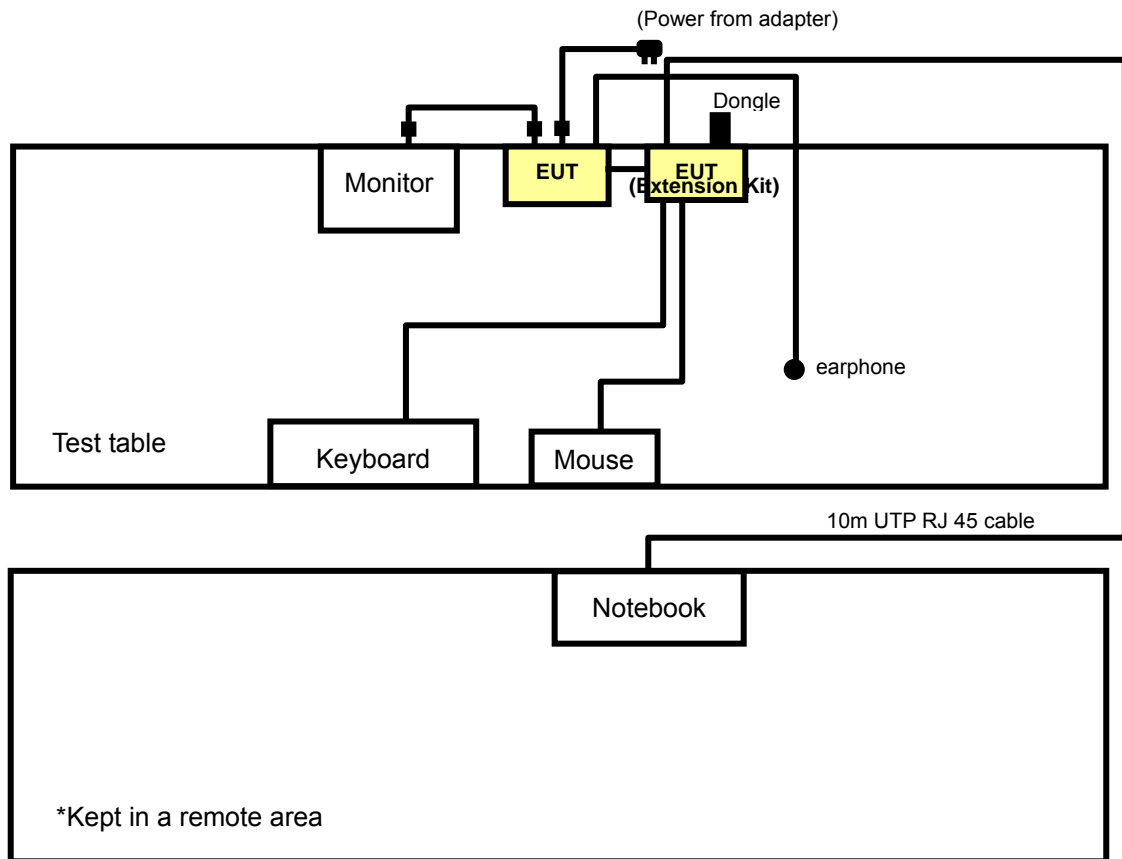 (Power from adapter)
Dongle
Monitor
EUT
EUT
(Extension Kit)
earphone
Test table
Keyboard
Mouse
10m UTP RJ 45 cable
Notebook
*Kept in a remote area